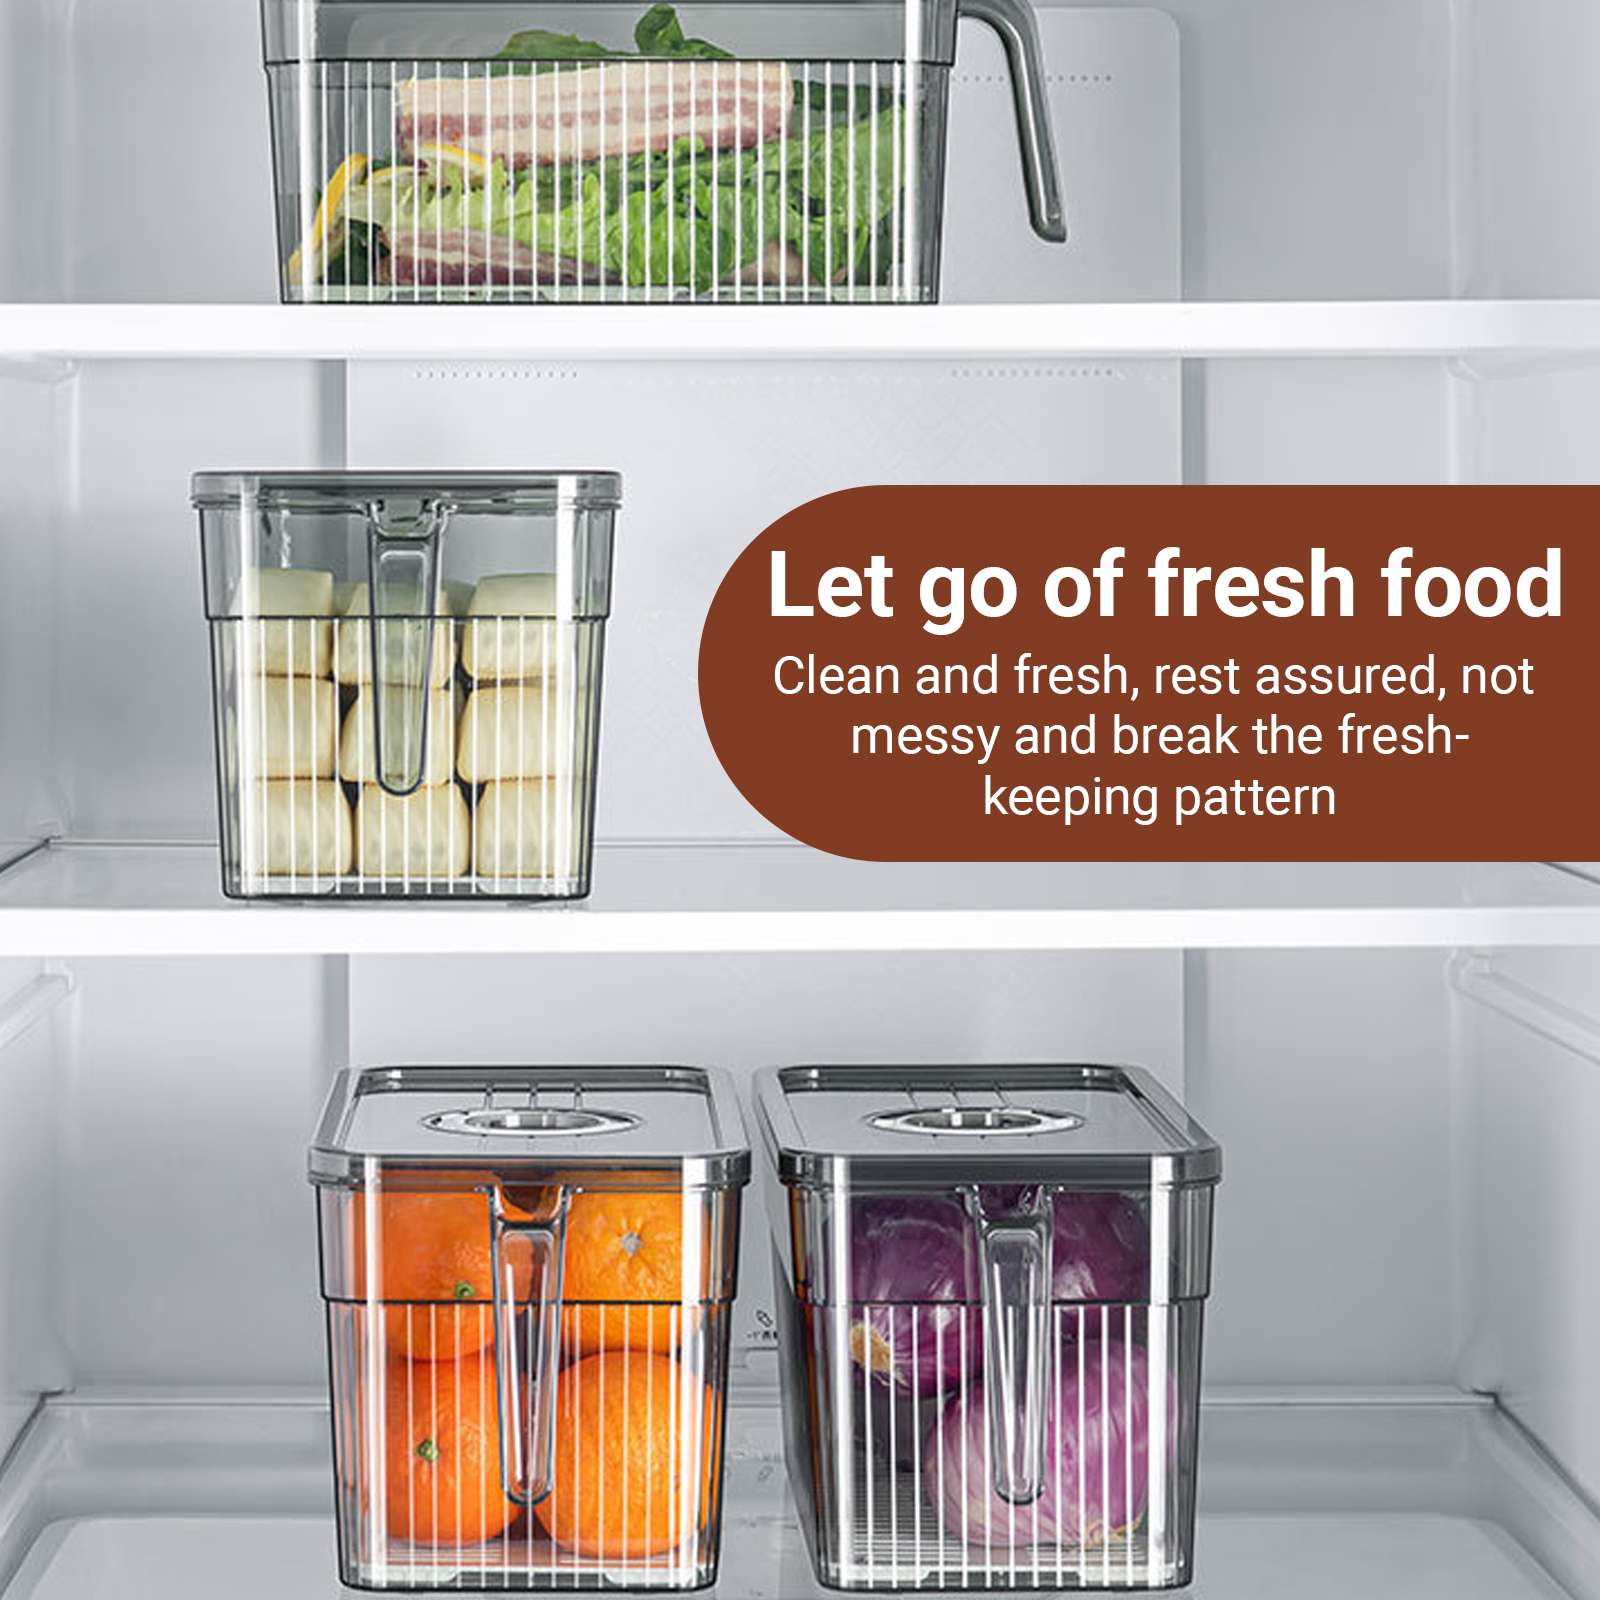 Let go of fresh food
Clean and fresh, rest assured, not
messy and break the fresh-
keeping pattern